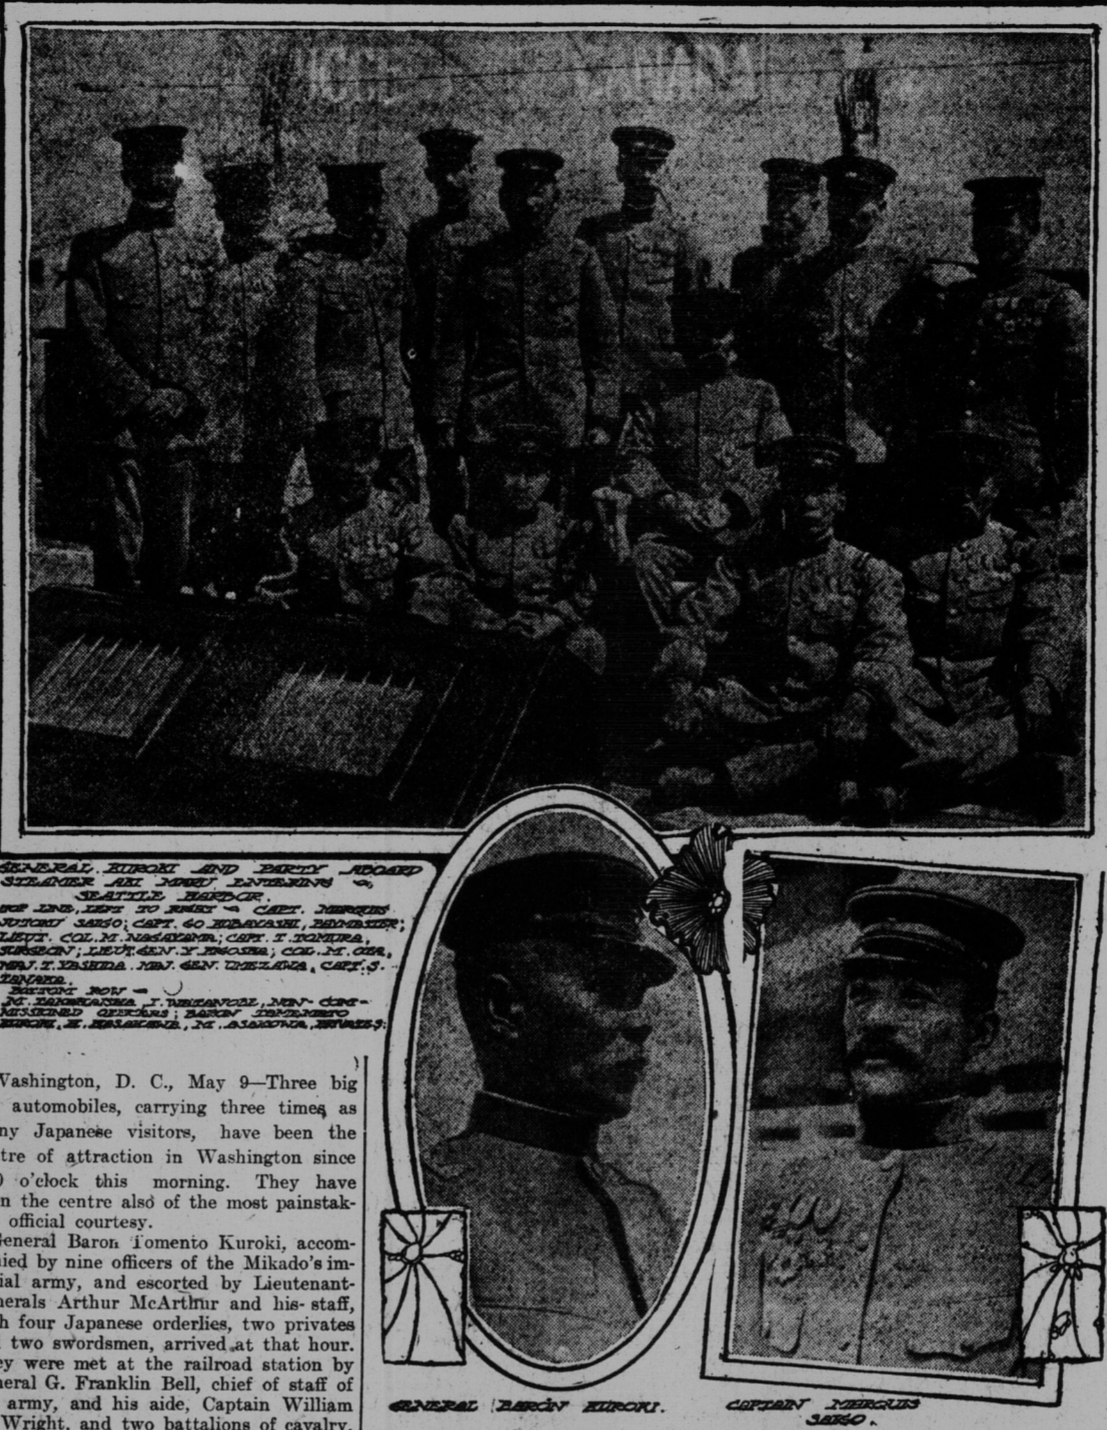 GENERAL KUROKI AND PARTY ABOARD
STEAMER AKI MARU ENTERING
SEATTLE HARBOR.
TOP LINE, LEFT TO RIGHT - CAPT. MERQUIS
SAIGO; CAPT. GO KOBAYASHI, PAYMASTER;
LIEUT. COL. M. NAGAYAMA; CAPT. T. TOMURA,
SURGEON; LIEUT. GEN. Y. COL. M. OTA,
MAJ. T. YASHIDA. MAJ. GEN. UMEZAWA, CAPT. S.
TANAKA.
BOTTOM ROW -
M. NON-COM-
MISSIONED OFFICERS; BARON
KUROKI, K. HASAKAWA, M. ASAKOWA, PRIVATES.
Washington, D. C., May 9—Three big
automobiles, carrying three times as
ny Japanese visitors, have been the
tre of attraction in Washington since
o'clock this morning. They have
n the centre also of the most painstak-
official courtesy.
General Baron Tomento Kuroki, accom-
nied by nine officers of the Mikado's im-
ial army, and escorted by Lieutenant-
nerals Arthur McArthur and his staff,
h four Japanese orderlies, two privates
two swordsmen, arrived at that hour.
ey were met at the railroad station by
neral G. Franklin Bell, chief of staff of
army, and his aide, Captain William
Wright, and two battalions of cavalry.
GENERAL BARON KUROKI.
CAPTAIN MERQUIS
SAIGO.